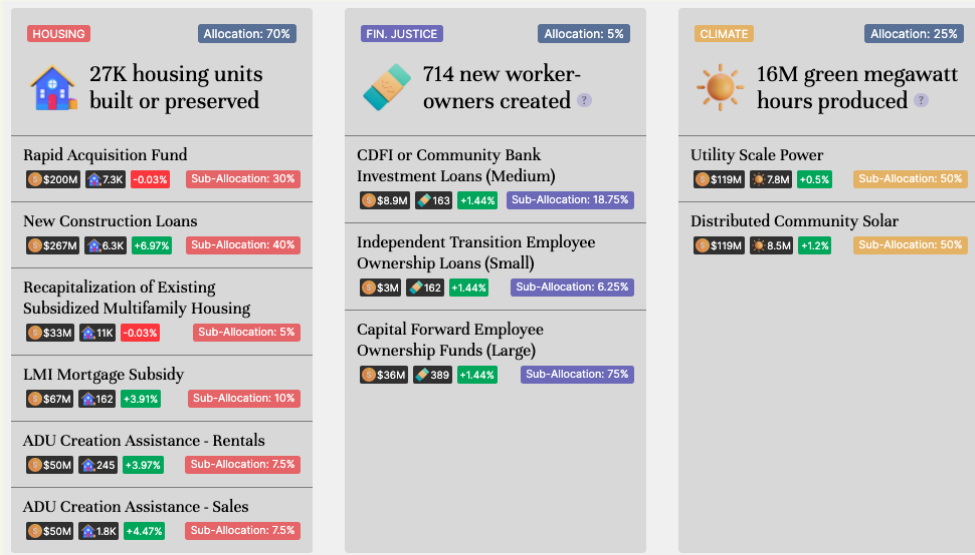 HOUSING
Allocation: 70%
27K housing units
built or preserved
Rapid Acquisition Fund
$200M 7.3K -0.03% Sub-Allocation: 30%
New Construction Loans
$267M 6.3K +6.97% Sub-Allocation: 40%
Recapitalization of Existing
Subsidized Multifamily Housing
$33M 11K -0.03% Sub-Allocation: 5%
LMI Mortgage Subsidy
$67M 162 +3.91% Sub-Allocation: 10%
ADU Creation Assistance - Rentals
$50M 245 +3.97% Sub-Allocation: 7.5%
ADU Creation Assistance - Sales
$50M 1.8K +4.47% Sub-Allocation: 7.5%
FIN. JUSTICE
Allocation: 5%
714 new worker-
owners created ?
CDFI or Community Bank
Investment Loans (Medium)
$8.9M 163 +1.44% Sub-Allocation: 18.75%
Independent Transition Employee
Ownership Loans (Small)
$3M 162 +1.44% Sub-Allocation: 6.25%
Capital Forward Employee
Ownership Funds (Large)
$36M 389 +1.44% Sub-Allocation: 75%
CLIMATE
Allocation: 25%
16M green megawatt
hours produced ?
Utility Scale Power
$119M 7.8M +0.5% Sub-Allocation: 50%
Distributed Community Solar
$119M 8.5M +1.2% Sub-Allocation: 50%